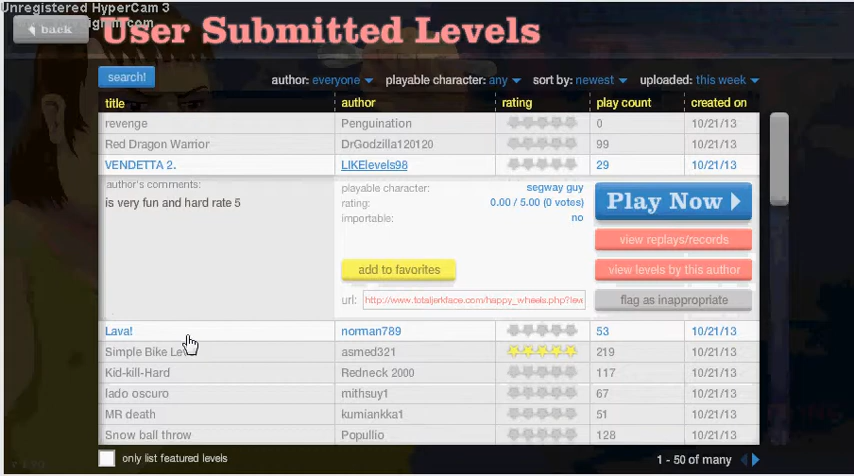 Unregistered HyperCam 3
back
User Submitted Levels
search!
author: everyone playable character: any sort by: newest uploaded: this week
title author rating play count created on
revenge Penguination 0 10/21/13
Red Dragon Warrior DrGodzilla120120 99 10/21/13
VENDETTA 2. LIKElevels98 29 10/21/13
author's comments:
is very fun and hard rate 5
playable character: segway guy
rating: 0.00 / 5.00 (0 votes)
importable: no
add to favorites
url: http://www.totaljerkface.com/happy_wheels.php?leve
Play Now
view replays/records
view levels by this author
flag as inappropriate
Lava! norman789 53 10/21/13
Simple Bike asmed321 219 10/21/13
Kid-kill-Hard Redneck 2000 117 10/21/13
lado oscuro mithsuy1 67 10/21/13
MR death kumiankka1 51 10/21/13
Snow ball throw Popullio 128 10/21/13
only list featured levels
1 - 50 of many